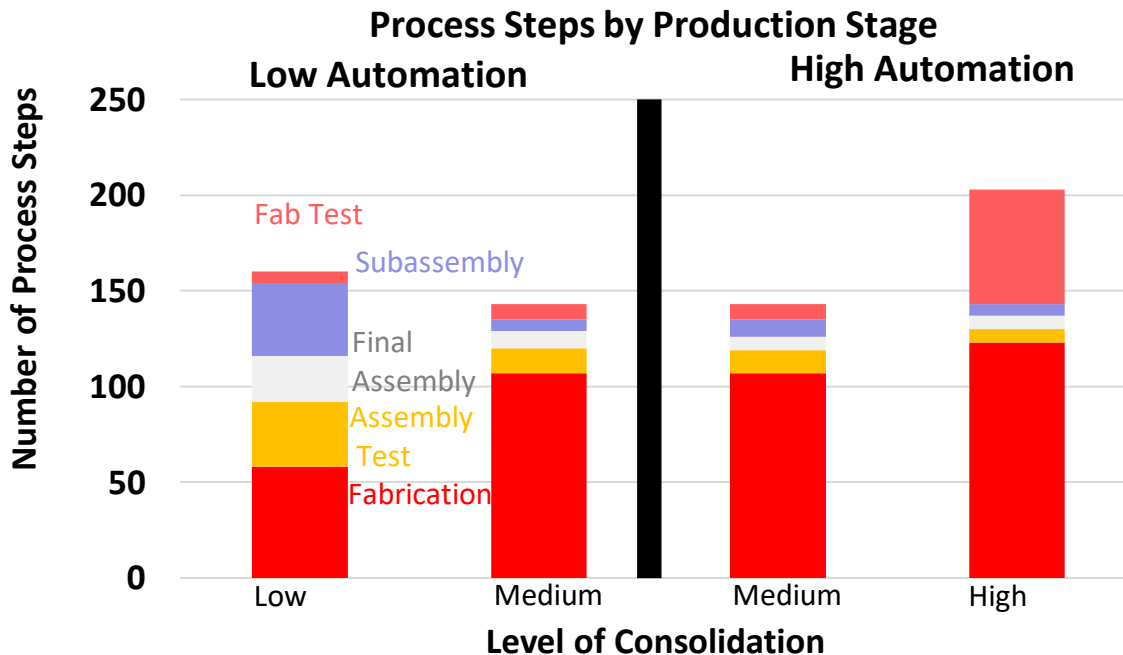 Process Steps by Production Stage
Low Automation
High Automation
Number of Process Steps
250
200
150
100
50
0
Fab Test
Subassembly
Final
Assembly
Assembly
Test
Fabrication
Low
Medium
Medium
High
Level of Consolidation